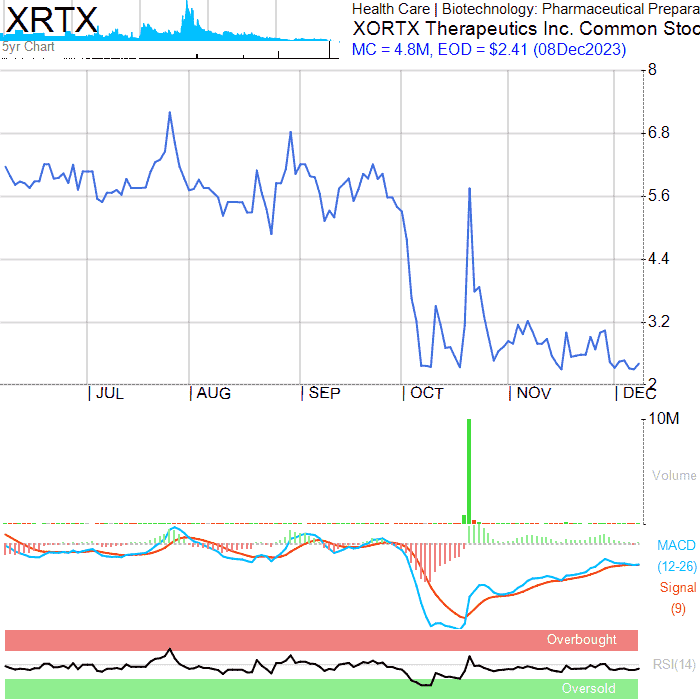 XRTX
5yr Chart
Health Care | Biotechnology: Pharmaceutical Prepara
XORTX Therapeutics Inc. Common Stoc
MC = 4.8M, EOD = $2.41 (08Dec2023)
8
6.8
5.6
4.4
3.2
2
JUL AUG SEP OCT NOV DEC
10M
Volume
MACD
(12-26)
Signal
(9)
Overbought
RSI(14)
Oversold